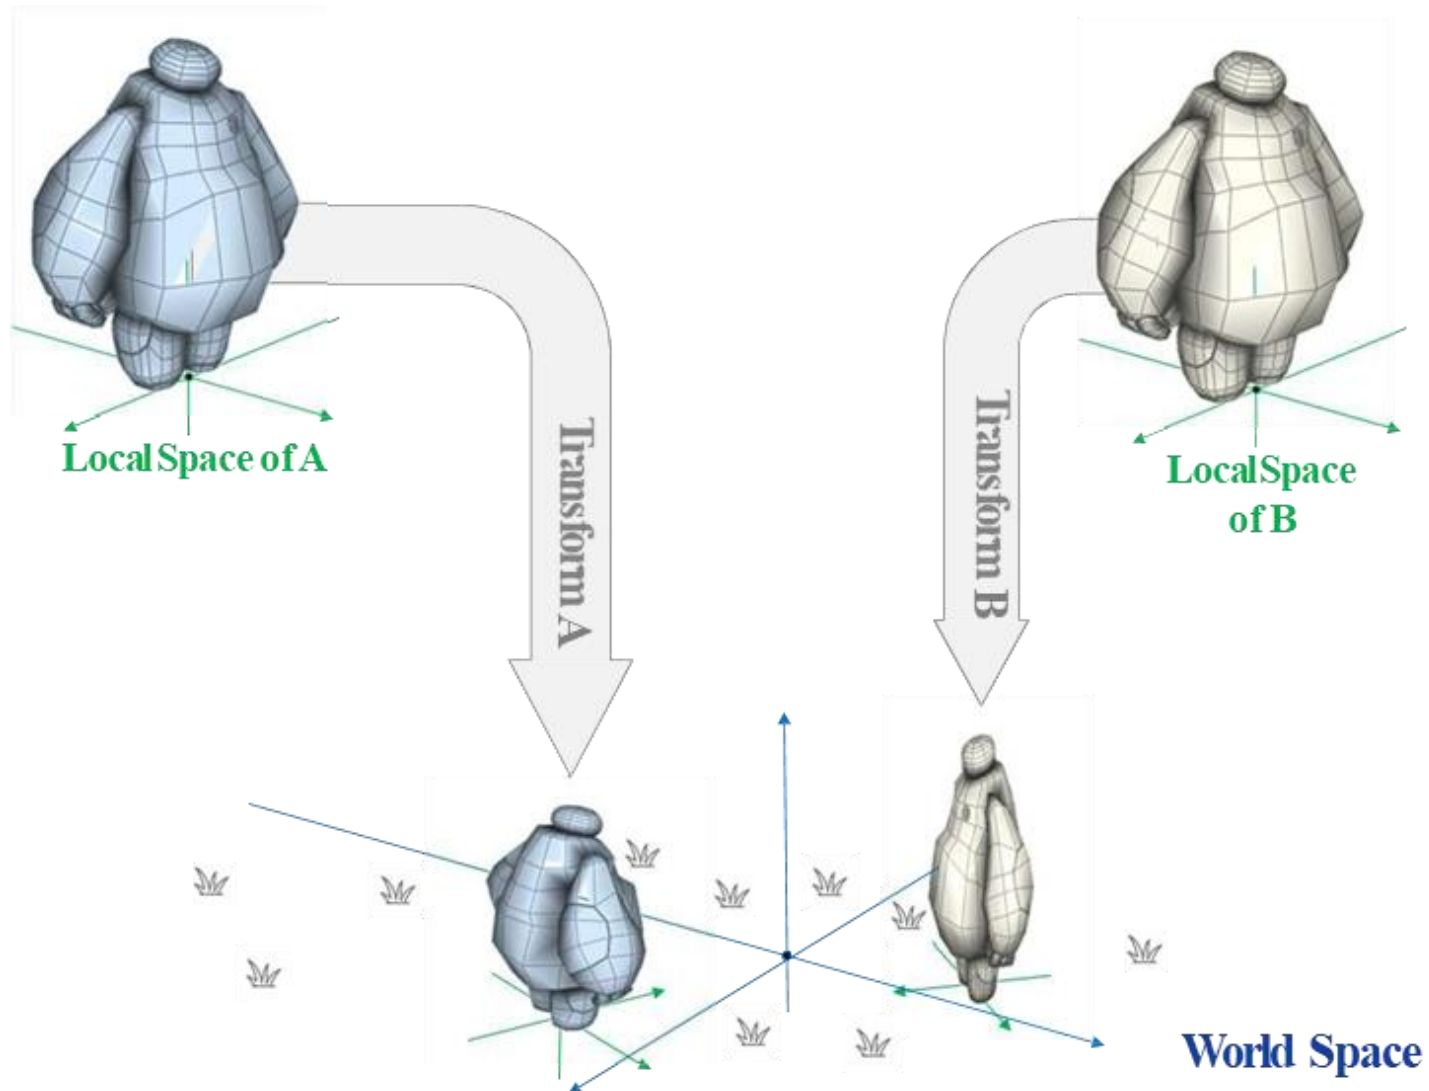 Local Space of A
Transform A
Transform B
Local Space
of B
World Space